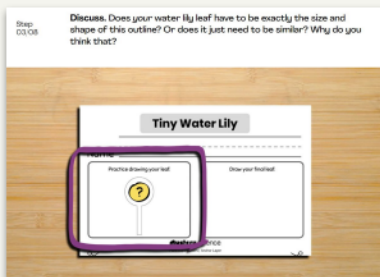 Step
03/08
Discuss. Does your water lily leaf have to be exactly the size and
shape of this outline? Or does it just need to be similar? Why do you
think that?
Tiny Water Lily
Practice drawing your leaf.
Draw your final leaf.
?